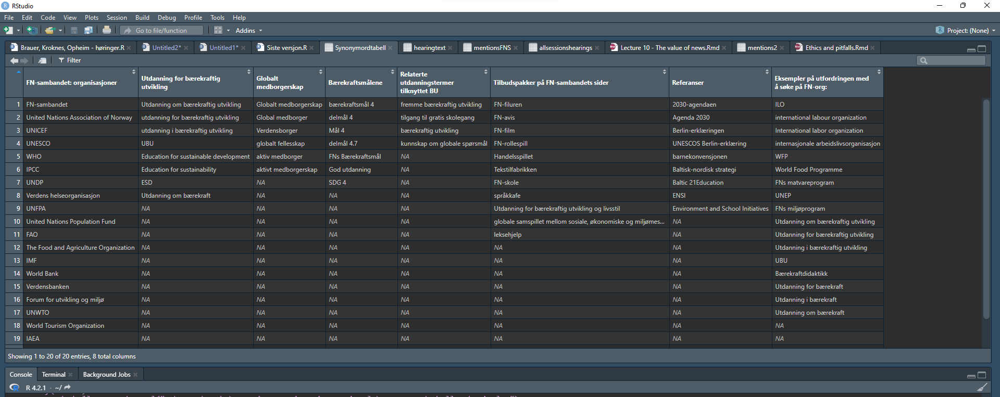 RStudio
File Edit Code View Plots Session Build Debug Profile Tools Help
Go to file/function Addins Project: (None)
Brauer, Kroknes, Opheim - høringer.R Untitled2* Untitled1* Siste versjon.R Synonymordtabell hearingtext mentionsFNS allsessionshearings Lecture 10 - The value of news.Rmd mentions2 Ethics and pitfalls.Rmd
Filter
FN-sambandet: organisasjoner Utdanning for bærekraftig utvikling Globalt medborgerskap Bærekraftsmålene Relaterte utdanningstermer tilknyttet BU Tilbudspakker på FN-sambandets sider Referanser Eksempler på utfordringen med å søke på FN-org:
1 FN-sambandet Utdanning om bærekraftig utvikling Globalt medborgerskap bærekraftsmål 4 fremme bærekraftig utvikling FN-filuren 2030-agendaen ILO
2 United Nations Association of Norway utdanning for bærekraftig utvikling Global medborger delmål 4 tilgang til gratis skolegang FN-avis Agenda 2030 international labour organization
3 UNICEF utdanning i bærekraftig utvikling Verdensborger Mål 4 bærekraftig utvikling FN-film Berlin-erklæringen International labor organization
4 UNESCO UBU globalt fellesskap delmål 4.7 kunnskap om globale spørsmål FN-rollespill UNESCOS Berlin-erklæring internasjonale arbeidslivsorganisasjon
5 WHO Education for sustainable development aktiv medborger FNs Bærekraftsmål NA Handelsspillet barnekonvensjonen WFP
6 IPCC Education for sustainability aktivt medborgerskap God utdanning NA Tekstilfabrikken Baltisk-nordisk strategi World Food Programme
7 UNDP ESD NA SDG 4 NA FN-skole Baltic 21Education FNs matvareprogram
8 Verdens helseorganisasjon Utdanning om bærekraft NA NA NA språkkafe ENSI UNEP
9 UNFPA NA NA NA NA Utdanning for bærekraftig utvikling og livsstil Environment and School Initiatives FNs miljøprogram
10 United Nations Population Fund NA NA NA NA globale samspillet mellom sosiale, økonomiske og miljømes... NA Utdanning om bærekraftig utvikling
11 FAO NA NA NA NA leksehjelp NA Utdanning for bærekraftig utvikling
12 The Food and Agriculture Organization NA NA NA NA NA NA Utdanning i bærekraftig utvikling
13 IMF NA NA NA NA NA NA UBU
14 World Bank NA NA NA NA NA NA Bærekraftdidaktikk
15 Verdensbanken NA NA NA NA NA NA Utdanning for bærekraft
16 Forum for utvikling og miljø NA NA NA NA NA NA Utdanning i bærekraft
17 UNWTO NA NA NA NA NA NA Utdanning om bærekraft
18 World Tourism Organization NA NA NA NA NA NA NA
19 IAEA NA NA NA NA NA NA NA
Showing 1 to 20 of 20 entries, 8 total columns
Console Terminal Background Jobs
R 4.2.1 · ~/